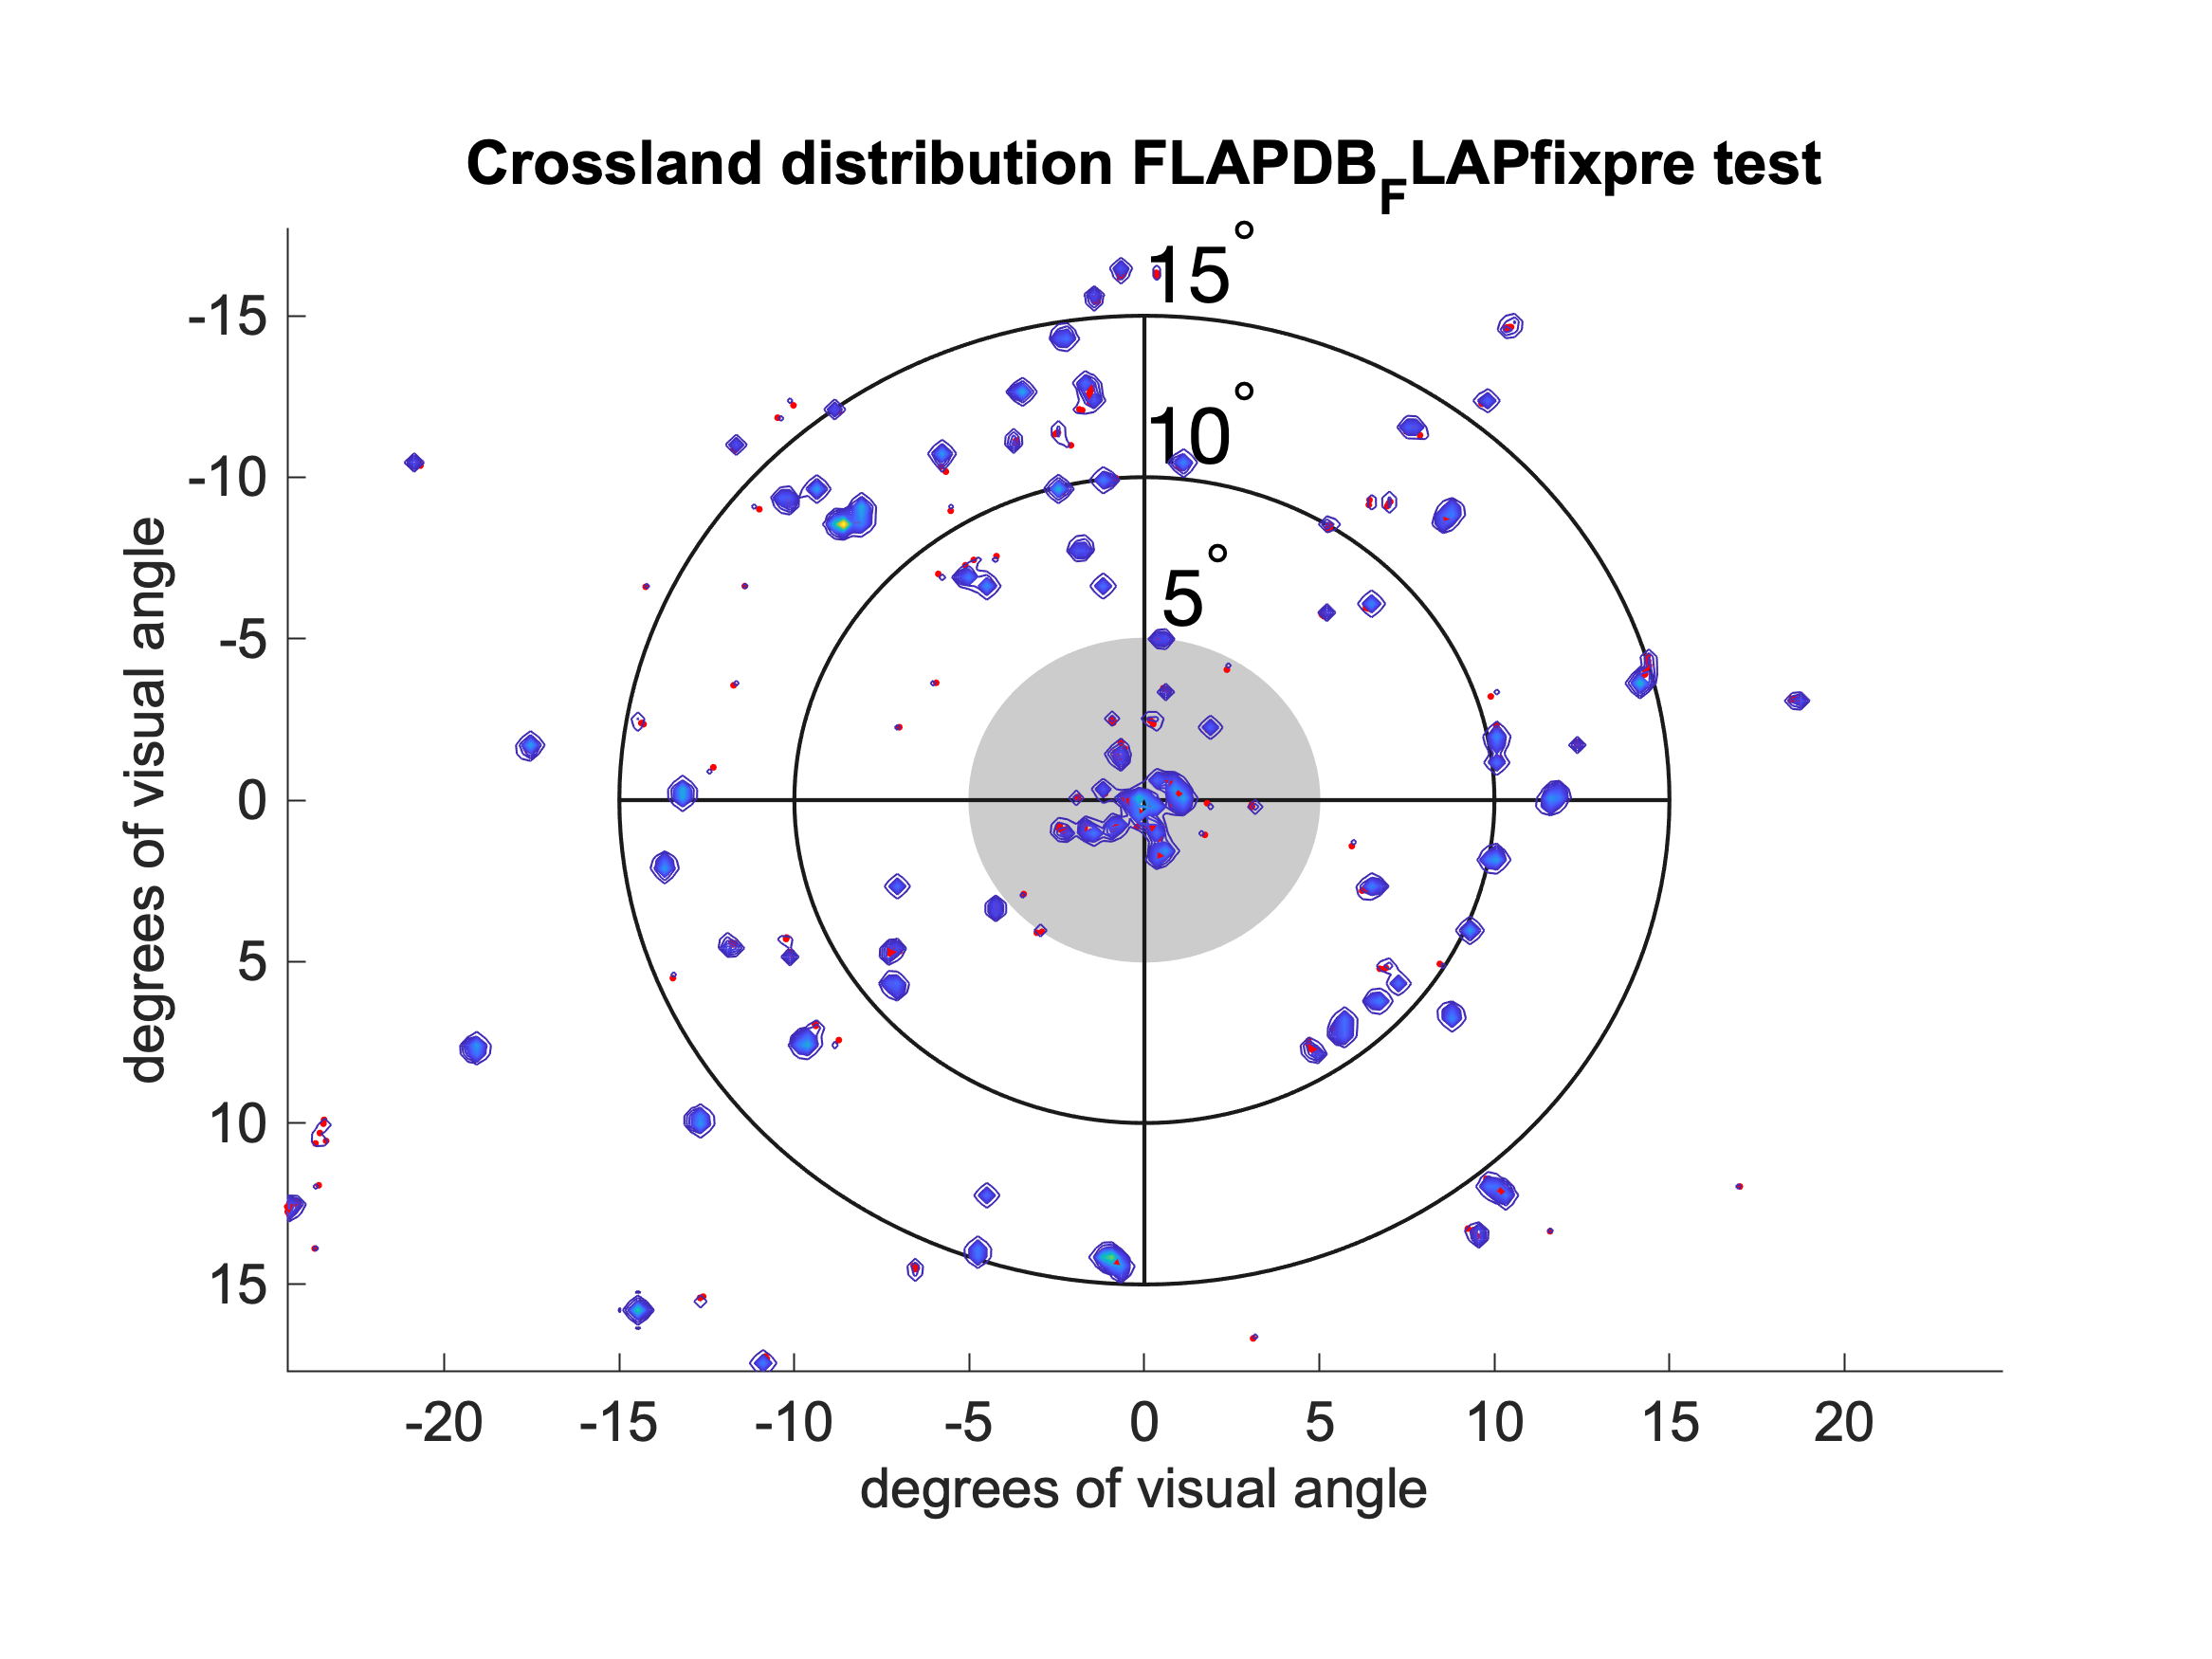 Crossland distribution FLAPDB_FLAPfixpre test
15°
-15
10°
-10
5°
-5
0
5
10
15
degrees of visual angle
-20 -15 -10 -5 0 5 10 15 20
degrees of visual angle